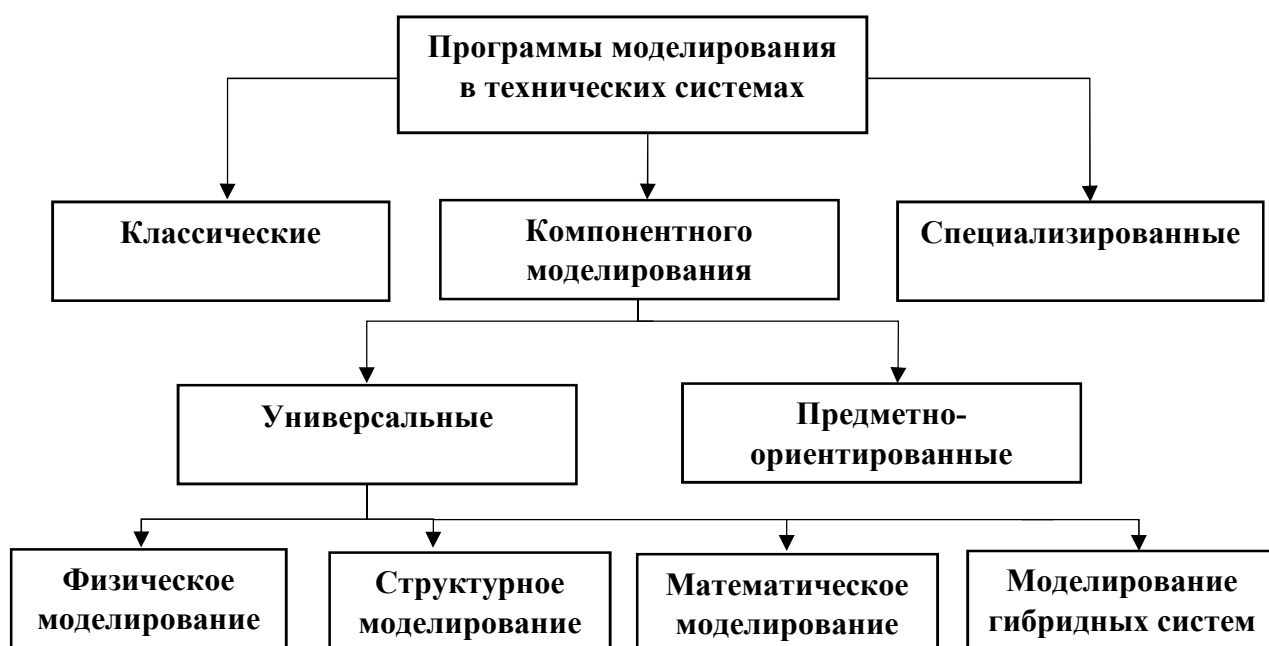 Программы моделирования
в технических системах
Классические
Компонентного
моделирования
Специализированные
Универсальные
Предметно-
ориентированные
Физическое
моделирование
Структурное
моделирование
Математическое
моделирование
Моделирование
гибридных систем